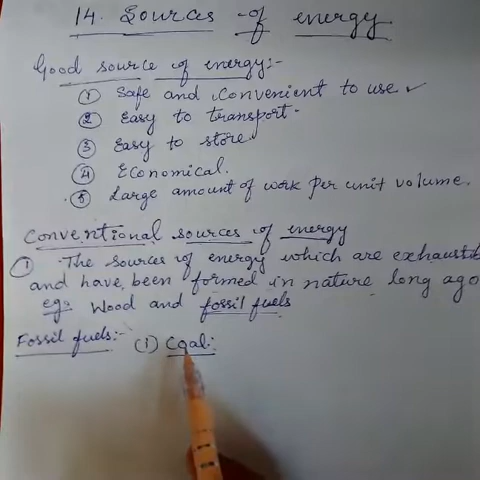 14. Sources of energy
Good source of energy:-
① Safe and convenient to use ✓
② Easy to transport.
③ Easy to store
④ Economical.
⑤ Large amount of work per unit volume.
Conventional sources of energy
① The sources of energy which are exhaustib
and have been formed in nature long ago
eg:- Wood and fossil fuels
Fossil fuels:- (1) Coal: